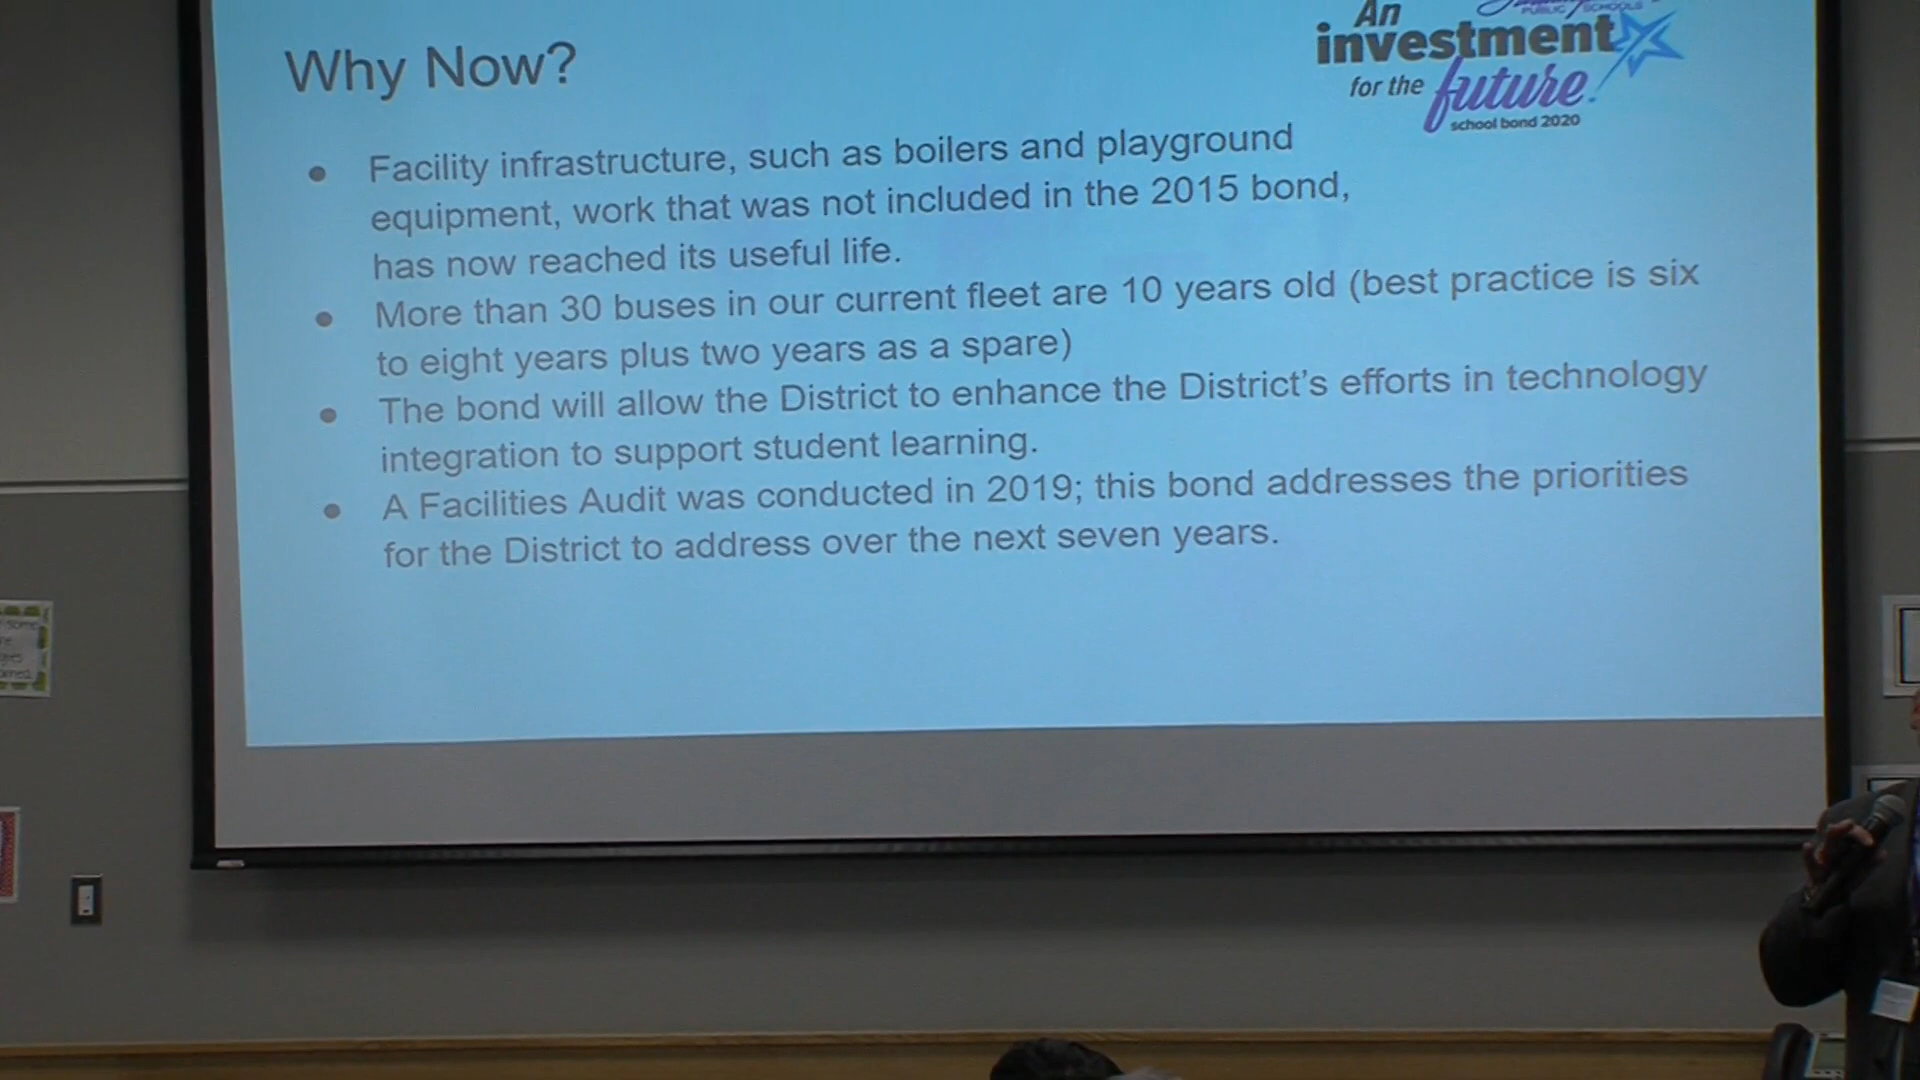 Why Now?
PUBLIC SCHOOLS
An
investment
for the future!
school bond 2020
Facility infrastructure, such as boilers and playground
equipment, work that was not included in the 2015 bond,
has now reached its useful life.
More than 30 buses in our current fleet are 10 years old (best practice is six
to eight years plus two years as a spare)
The bond will allow the District to enhance the District's efforts in technology
integration to support student learning.
A Facilities Audit was conducted in 2019; this bond addresses the priorities
for the District to address over the next seven years.
some